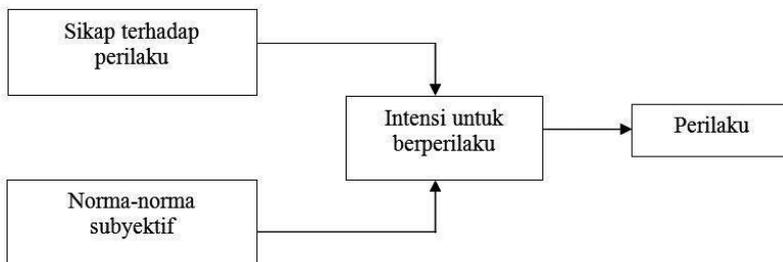 Sikap terhadap
perilaku
Intensi untuk
berperilaku
Perilaku
Norma-norma
subyektif